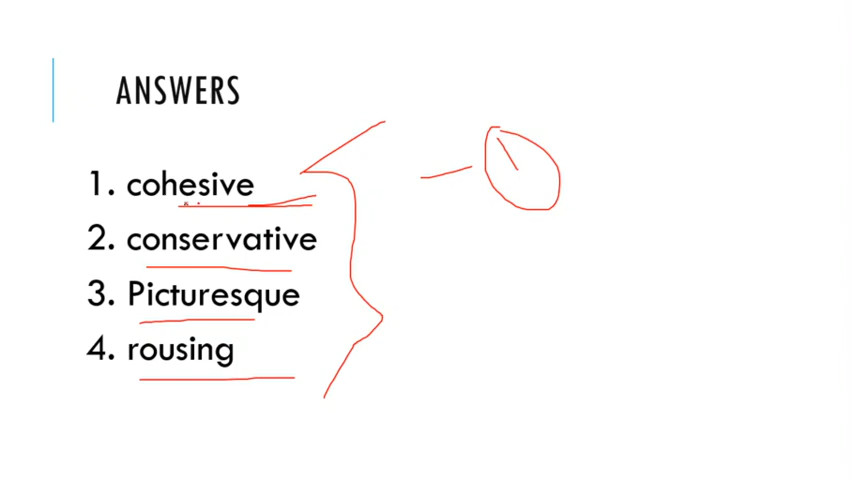 ANSWERS
1. cohesive
2. conservative
3. Picturesque
4. rousing